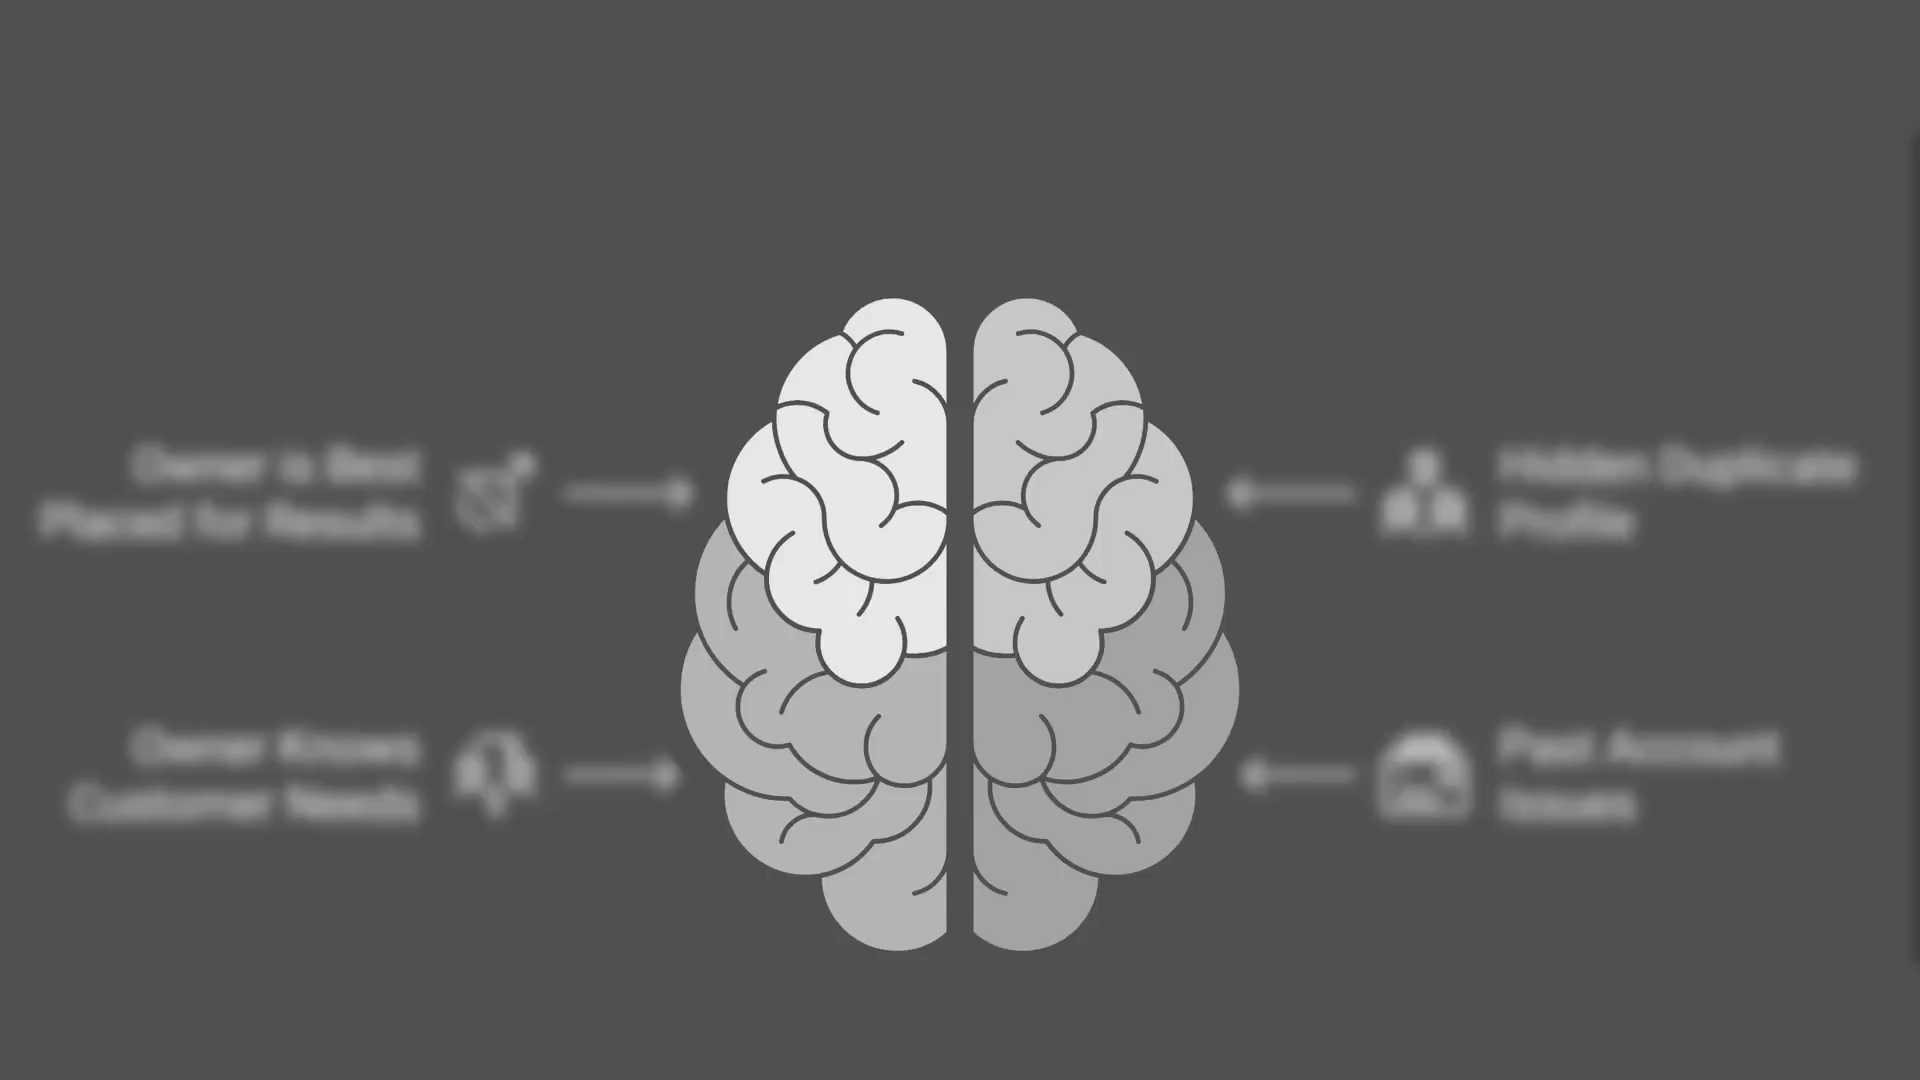 Owner is Best
Placed for Results
Owner Knows
Customer Needs
Hidden Duplicate
Profile
Past Account
Issues